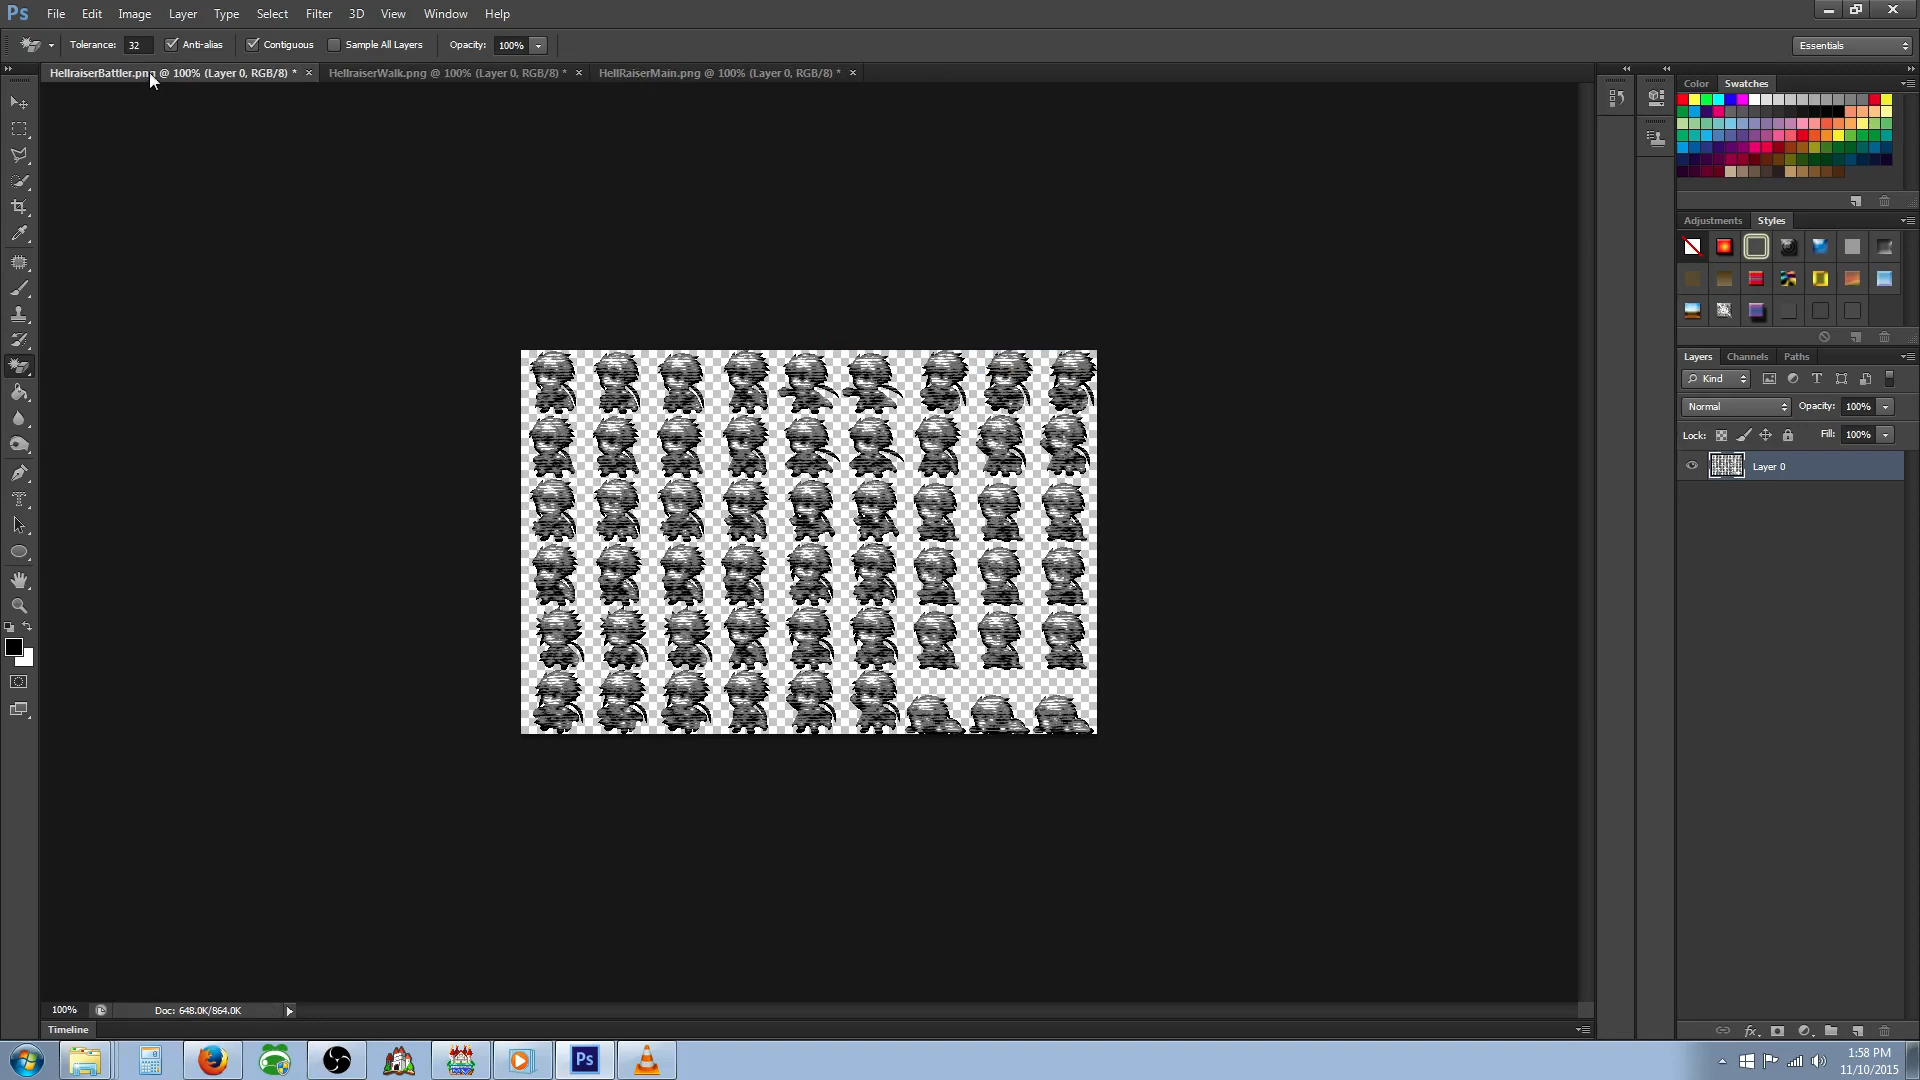 Ps File Edit Image Layer Type Select Filter 3D View Window Help
Tolerance: 32 Anti-alias Contiguous Sample All Layers Opacity: 100% Essentials
HellraiserBattler.png @ 100% (Layer 0, RGB/8) * × HellraiserWalk.png @ 100% (Layer 0, RGB/8) * × HellRaiserMain.png @ 100% (Layer 0, RGB/8) * ×
Color Swatches
Adjustments Styles
Layers Channels Paths
Kind
Normal Opacity: 100%
Lock: Fill: 100%
Layer 0
100% Doc: 648.0K/864.0K
Timeline
Ps
1:58 PM
11/10/2015